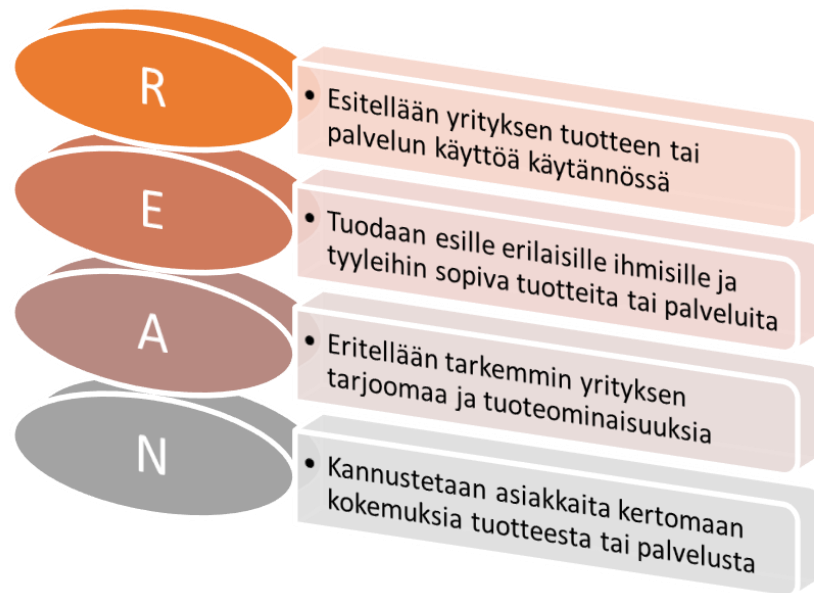 R
• Esitellään yrityksen tuotteen tai
palvelun käyttöä käytännössä
E
• Tuodaan esille erilaisille ihmisille ja
tyyleihin sopiva tuotteita tai palveluita
A
• Eritellään tarkemmin yrityksen
tarjoomaa ja tuoteominaisuuksia
N
• Kannustetaan asiakkaita kertomaan
kokemuksia tuotteesta tai palvelusta